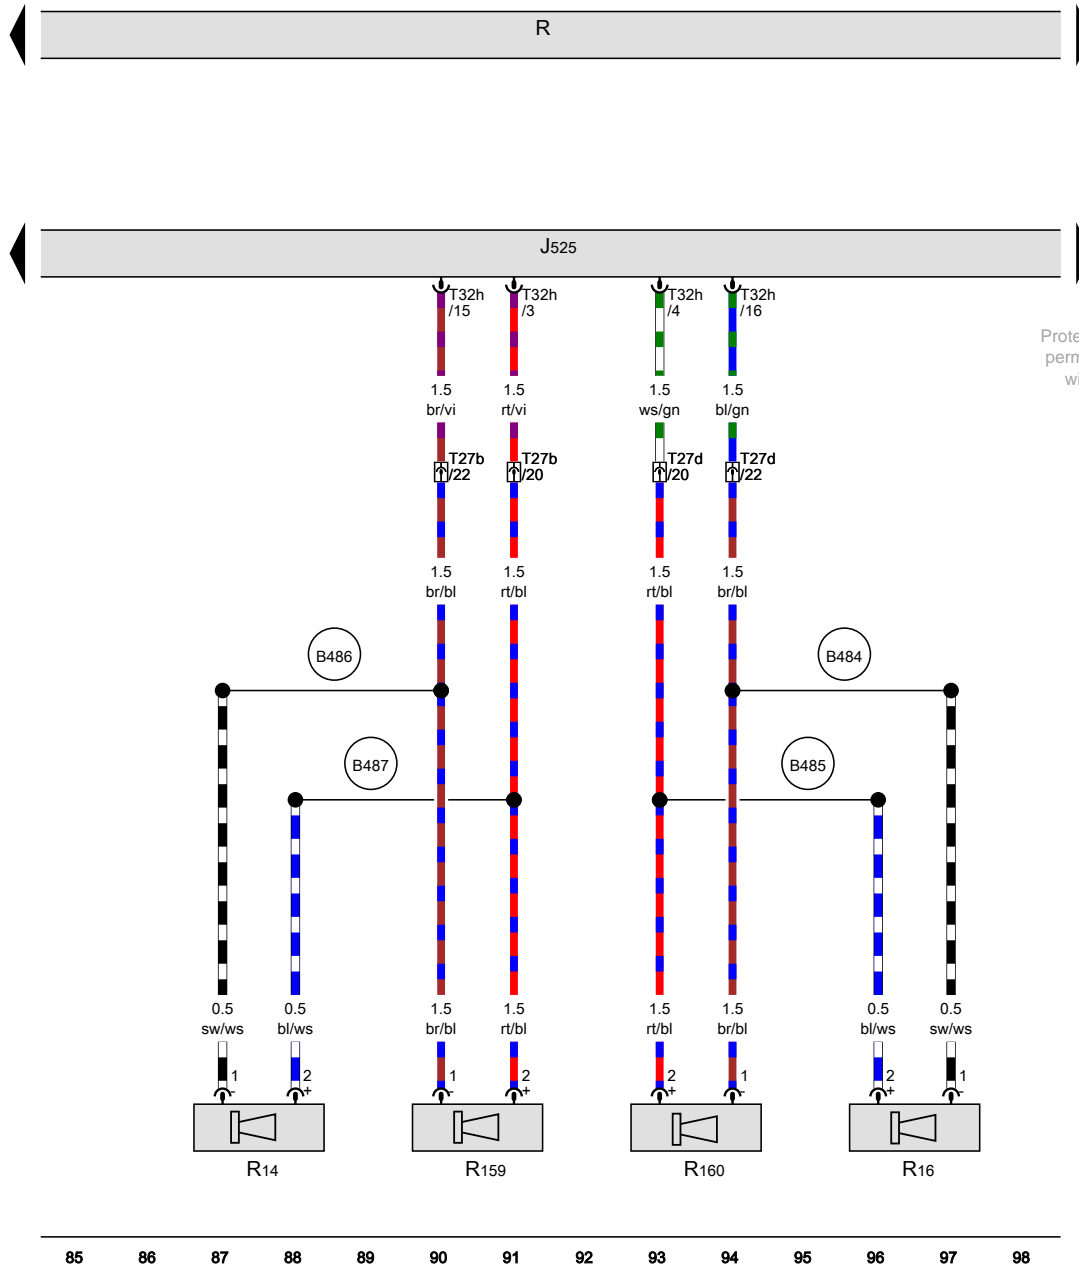 R
J525
T32h
/15
T32h
/3
T32h
/4
T32h
/16
Prote
perm
wi
1.5
br/vi
1.5
rt/vi
1.5
ws/gn
1.5
bl/gn
T27b
/22
T27b
/20
T27d
/20
T27d
/22
1.5
br/bl
1.5
rt/bl
1.5
rt/bl
1.5
br/bl
B486
B484
B487
B485
0.5
sw/ws
0.5
bl/ws
1.5
br/bl
1.5
rt/bl
1.5
rt/bl
1.5
br/bl
0.5
bl/ws
0.5
sw/ws
1
-
2
+
1
-
2
+
2
+
1
-
2
+
1
-
R14
R159
R160
R16
85 86 87 88 89 90 91 92 93 94 95 96 97 98